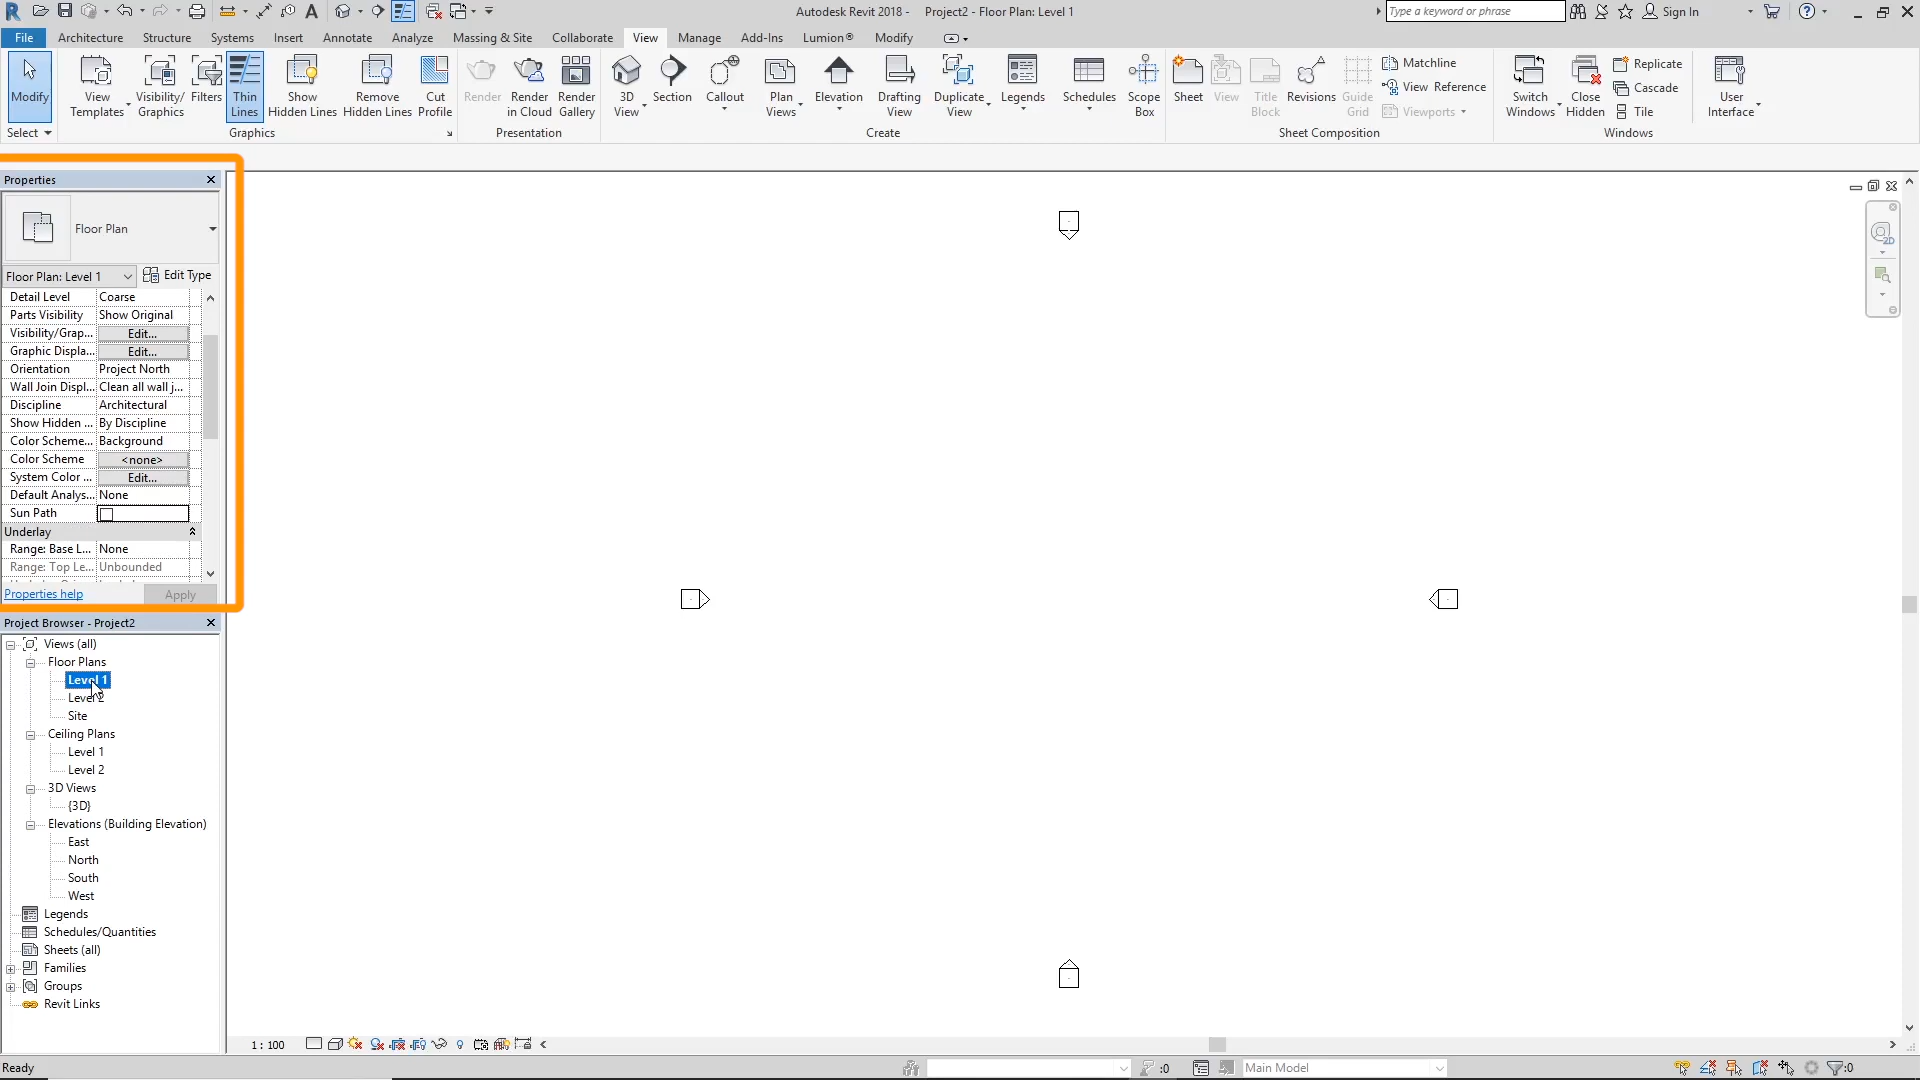 Autodesk Revit 2018 - Project2 - Floor Plan: Level 1
Type a keyword or phrase
Sign In
File Architecture Structure Systems Insert Annotate Analyze Massing & Site Collaborate View Manage Add-Ins Lumion® Modify
Modify
View Templates
Visibility/ Graphics
Filters
Thin Lines
Show Hidden Lines
Remove Hidden Lines
Cut Profile
Render
Render in Cloud
Render Gallery
3D View
Section
Callout
Plan Views
Elevation
Drafting View
Duplicate View
Legends
Schedules
Scope Box
Sheet
View
Title Block
Revisions
Guide Grid
Matchline
View Reference
Viewports
Switch Windows
Close Hidden
Replicate
Cascade
Tile
User Interface
Select
Graphics
Presentation
Create
Sheet Composition
Windows
Properties
Floor Plan
Floor Plan: Level 1
Edit Type
Detail Level Coarse
Parts Visibility Show Original
Visibility/Grap... Edit...
Graphic Displa... Edit...
Orientation Project North
Wall Join Displ... Clean all wall j...
Discipline Architectural
Show Hidden ... By Discipline
Color Scheme... Background
Color Scheme <none>
System Color ... Edit...
Default Analys... None
Sun Path
Underlay
Range: Base L... None
Range: Top Le... Unbounded
Properties help
Apply
Project Browser - Project2
Views (all)
Floor Plans
Level 1
Level 2
Site
Ceiling Plans
Level 1
Level 2
3D Views
{3D}
Elevations (Building Elevation)
East
North
South
West
Legends
Schedules/Quantities
Sheets (all)
Families
Groups
Revit Links
2D
1 : 100
Ready
:0
Main Model
:0